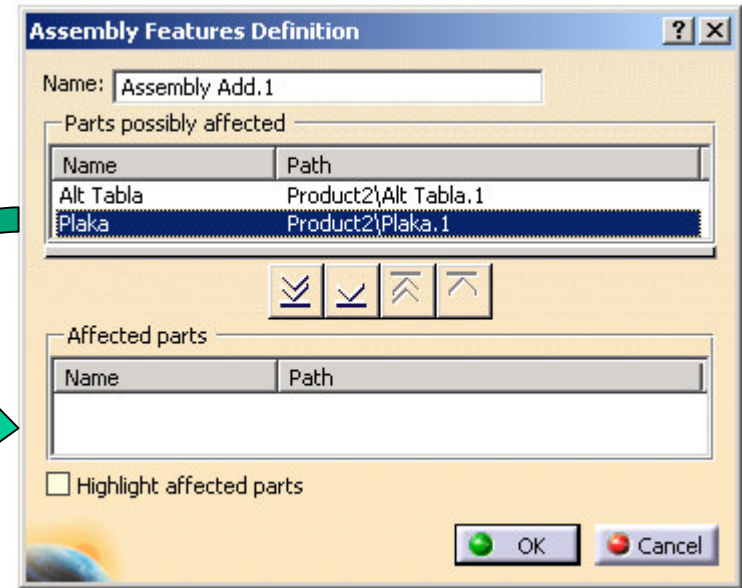 Assembly Features Definition
Name: Assembly Add.1
Parts possibly affected
Name Path
Alt Tabla Product2\Alt Tabla.1
Plaka Product2\Plaka.1
Affected parts
Name Path
Highlight affected parts
OK Cancel